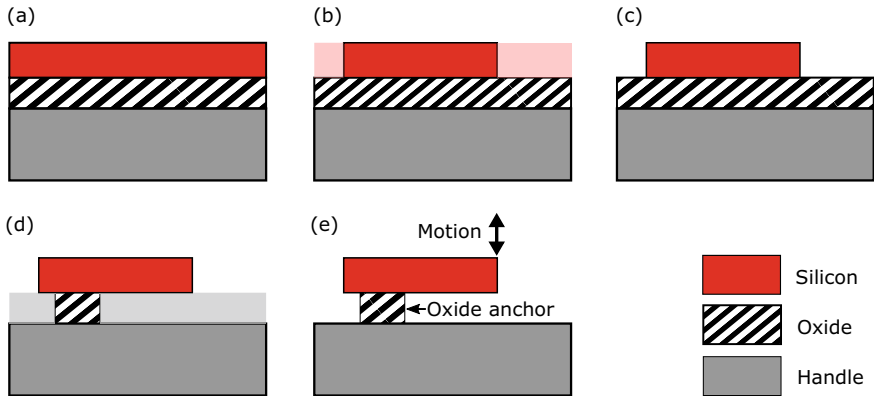 (a)
(b)
(c)
(d)
(e)
Motion
Oxide anchor
Silicon
Oxide
Handle